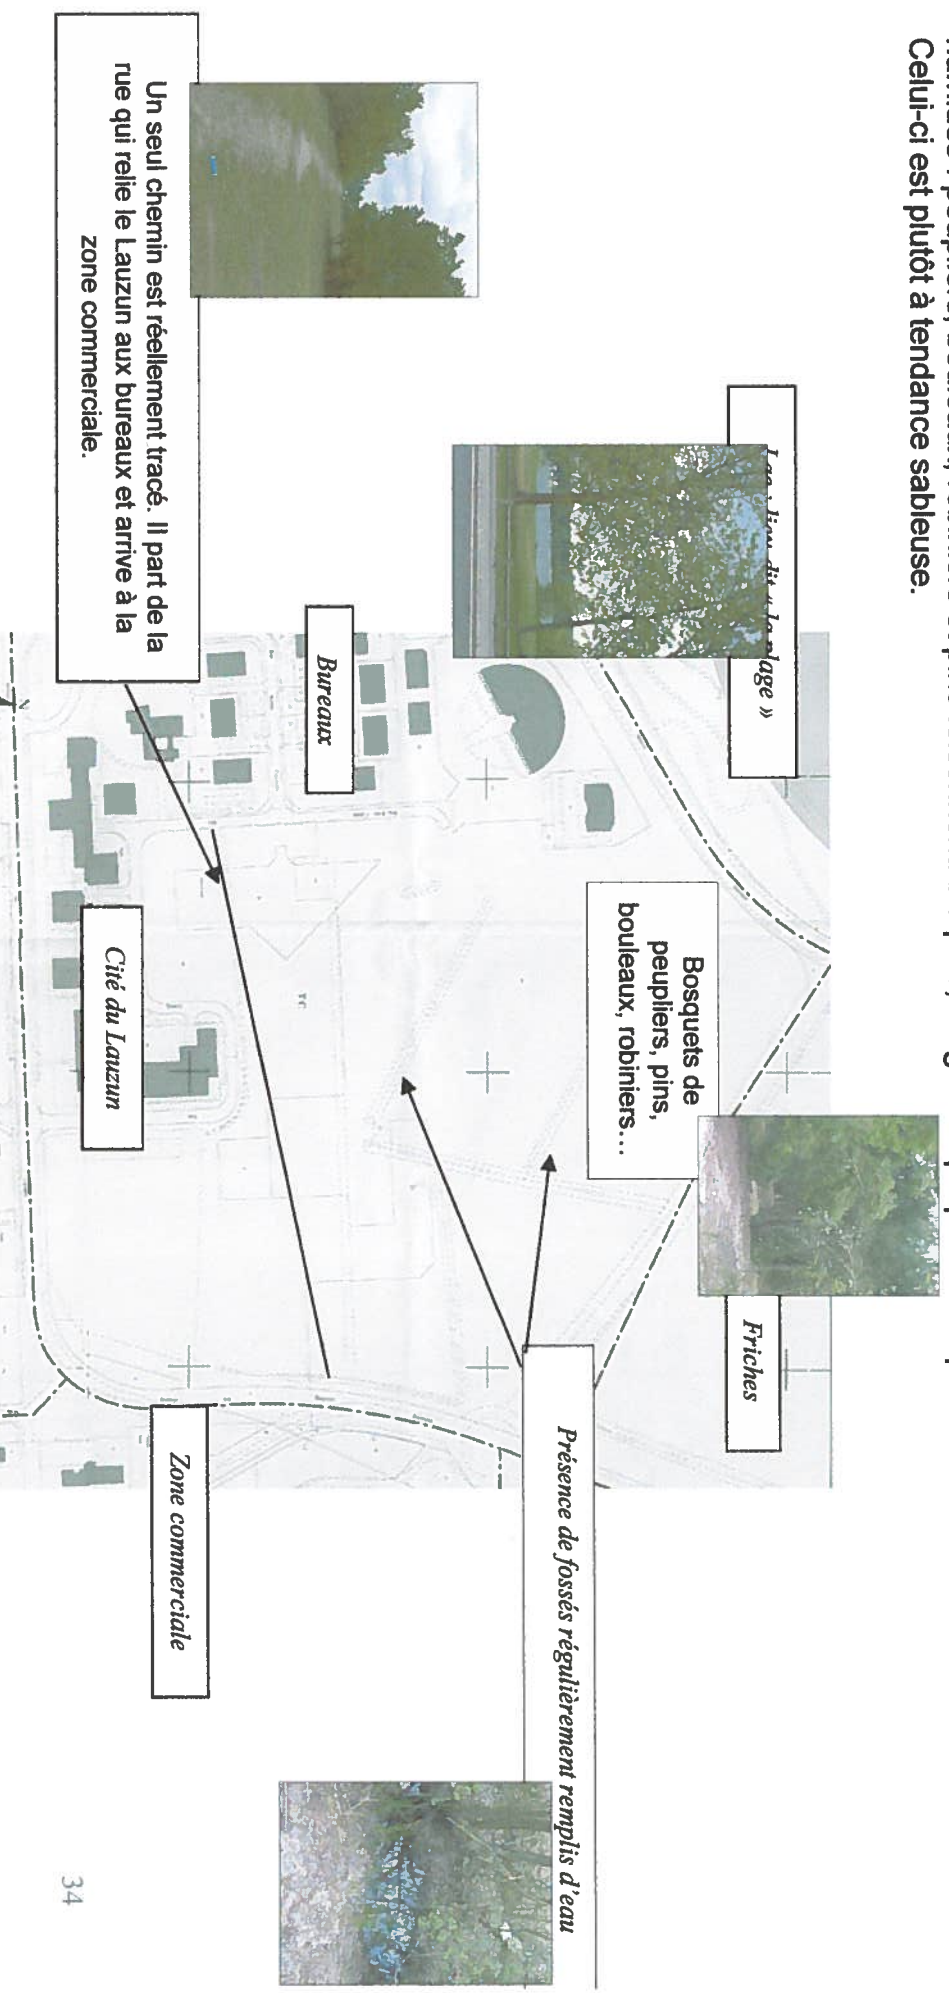 Celui-ci est plutôt à tendance sableuse.
plage »
Bosquets de
peupliers, pins,
bouleaux, robiniers…
Friches
Présence de fossés régulièrement remplis d'eau
Bureaux
Un seul chemin est réellement tracé. Il part de la
rue qui relie le Lauzun aux bureaux et arrive à la
zone commerciale.
Cité du Lauzun
Zone commerciale
N
34